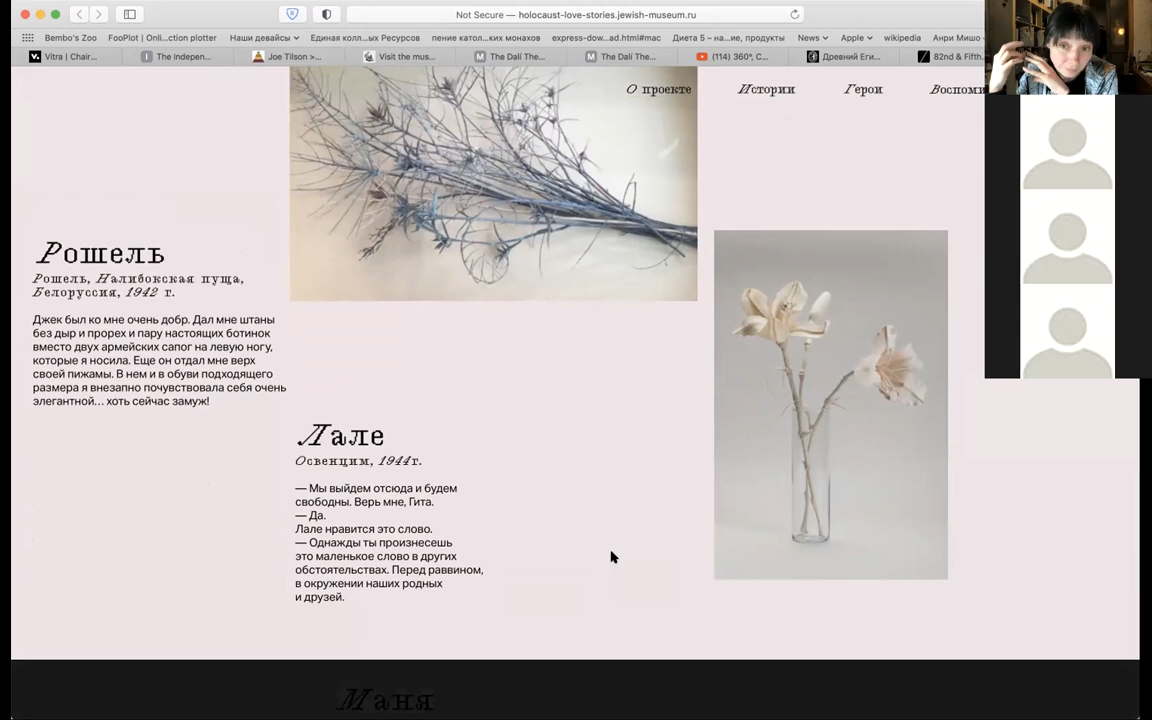 Not Secure — holocaust-love-stories.jewish-museum.ru
Bembo's Zoo
FooPlot | Onli...ction plotter
Наши девайсы
Единая колл...ых Ресурсов
пение катол...ких монахов
express-dow...ad.html#mac
Диета 5 – на...ие, продукты
News
Apple
wikipedia
Анри Мишо
Vitra | Chair...
The Indepen...
Joe Tilson >...
Visit the mus...
The Dalí The...
The Dalí The...
(114) 360°, C...
Древний Еги...
82nd & Fifth.
О проекте
Истории
Герои
Воспоми
Рошель
Рошель, Налибокская пуща,
Белоруссия, 1942 г.
Джек был ко мне очень добр. Дал мне штаны
без дыр и прорех и пару настоящих ботинок
вместо двух армейских сапог на левую ногу,
которые я носила. Еще он отдал мне верх
своей пижамы. В нем и в обуви подходящего
размера я внезапно почувствовала себя очень
элегантной... хоть сейчас замуж!
Лале
Освенцим, 1944г.
— Мы выйдем отсюда и будем
свободны. Верь мне, Гита.
— Да.
Лале нравится это слово.
— Однажды ты произнесешь
это маленькое слово в других
обстоятельствах. Перед раввином,
в окружении наших родных
и друзей.
Маня